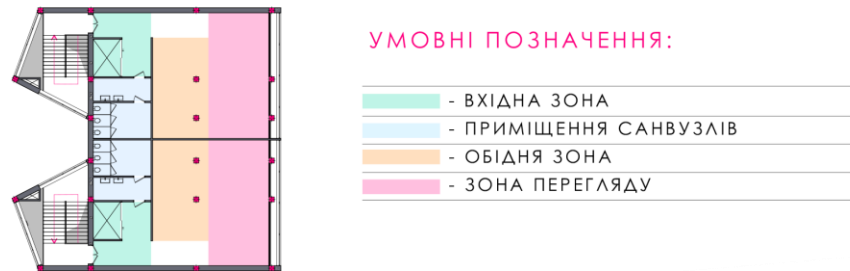 УМОВНІ ПОЗНАЧЕННЯ:
- ВХІДНА ЗОНА
- ПРИМІЩЕННЯ САНВУЗЛІВ
- ОБІДНЯ ЗОНА
- ЗОНА ПЕРЕГЛЯДУ